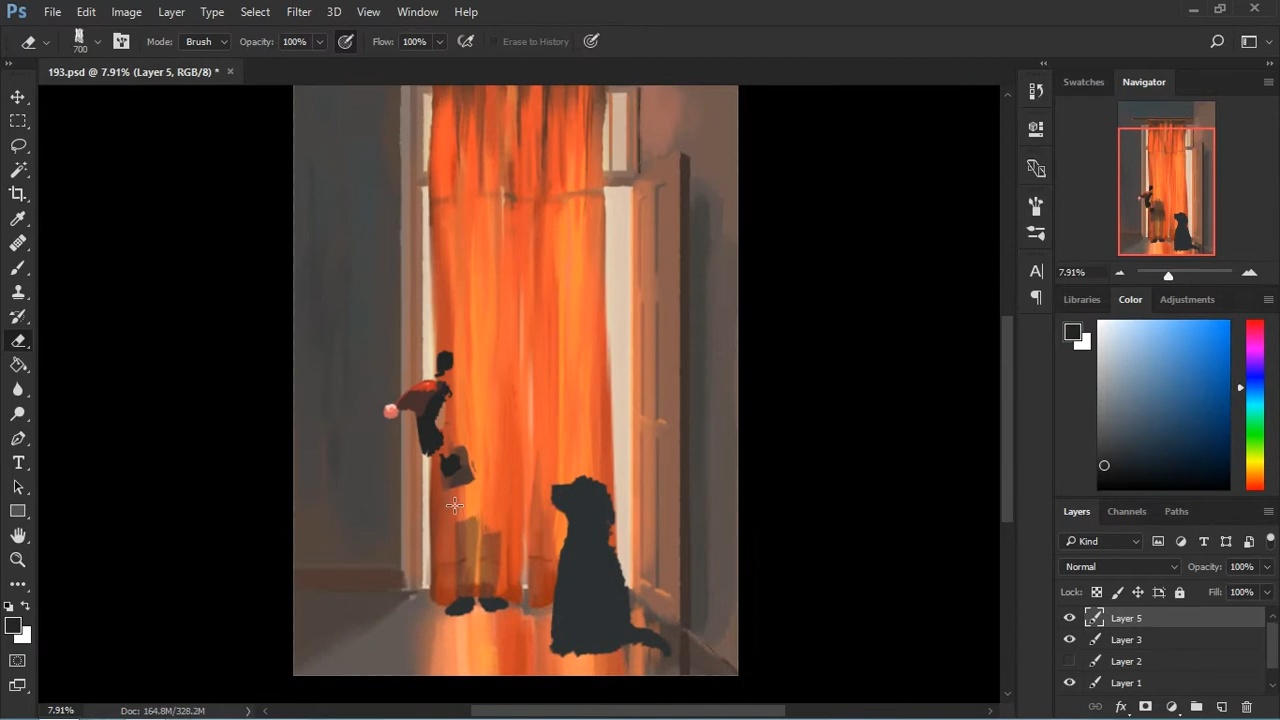 Ps File Edit Image Layer Type Select Filter 3D View Window Help
700 Mode: Brush Opacity: 100% Flow: 100% Erase to History
193.psd @ 7.91% (Layer 5, RGB/8) * ×
Swatches Navigator
7.91%
Libraries Color Adjustments
Layers Channels Paths
Kind
Normal Opacity: 100%
Lock: Fill: 100%
Layer 5
Layer 3
Layer 2
Layer 1
7.91% Doc: 164.8M/328.2M